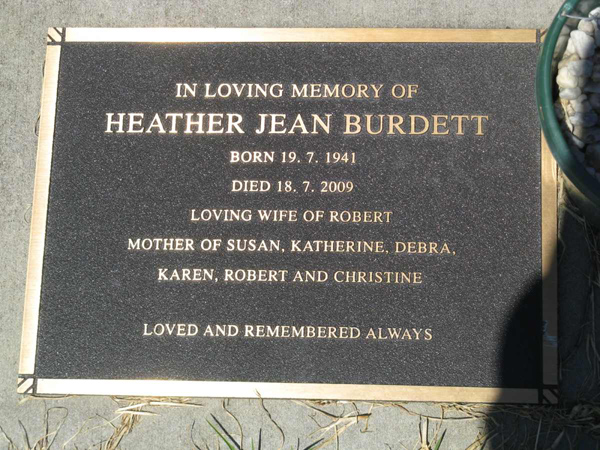 IN LOVING MEMORY OF
HEATHER JEAN BURDETT
BORN 19. 7. 1941
DIED 18. 7. 2009
LOVING WIFE OF ROBERT
MOTHER OF SUSAN, KATHERINE, DEBRA,
KAREN, ROBERT AND CHRISTINE
LOVED AND REMEMBERED ALWAYS